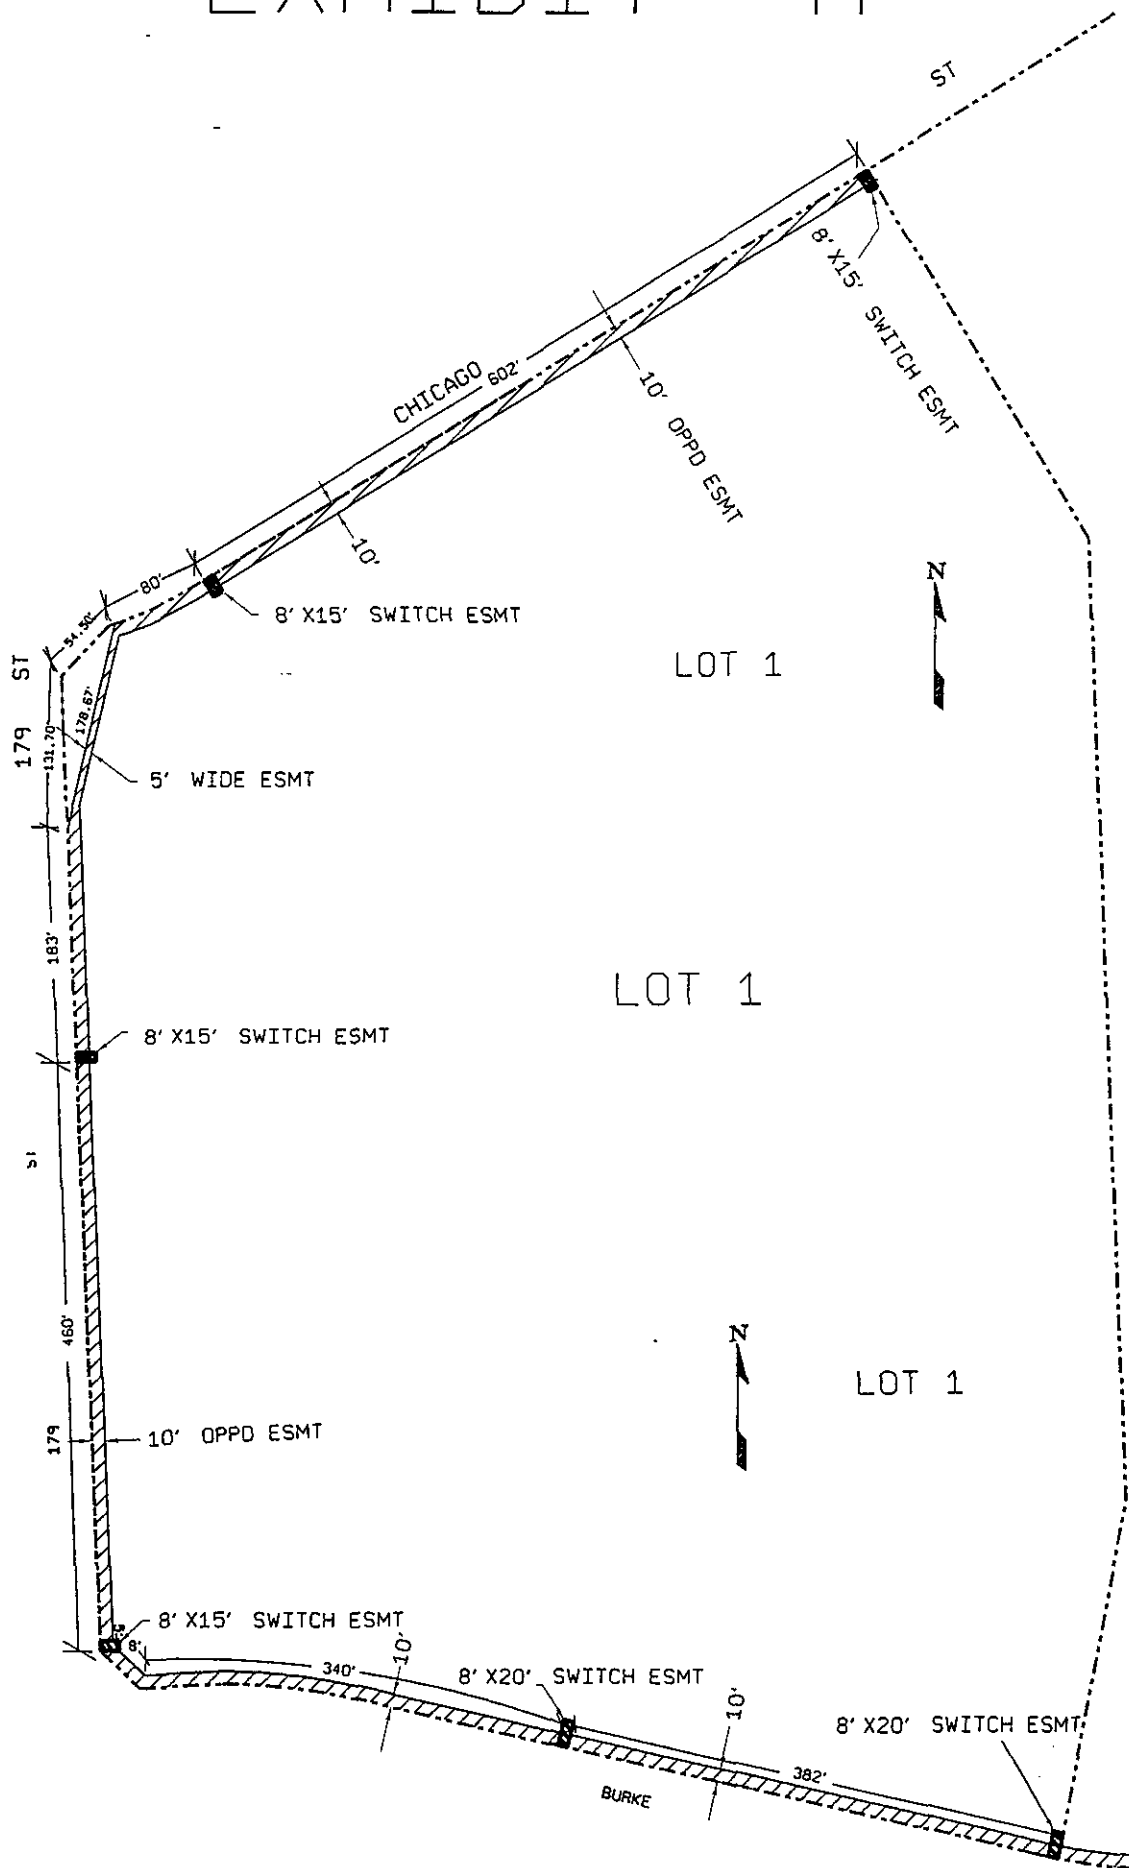 EXHIBIT "A"
ST
8' X15' SWITCH ESMT
CHICAGO
602'
10' OPPD ESMT
10'
80'
8' X15' SWITCH ESMT
54.50'
N
LOT 1
179 ST
131.70'
178.67'
5' WIDE ESMT
183'
LOT 1
8' X15' SWITCH ESMT
ST
460'
N
LOT 1
179
10' OPPD ESMT
8' X15' SWITCH ESMT
5'
8'
340'
10'
8' X20' SWITCH ESMT
10'
8' X20' SWITCH ESMT
382'
BURKE